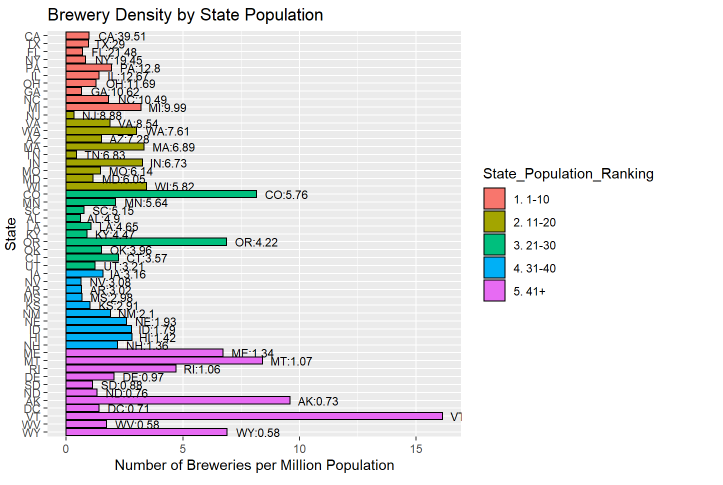 Brewery Density by State Population
State
CA CA:39.51
TX TX:29
FL FL:21.48
NY NY:19.45
PA PA:12.8
IL IL:12.67
OH OH:11.69
GA GA:10.62
NC NC:10.49
MI MI:9.99
NJ NJ:8.88
VA VA:8.54
WA WA:7.61
AZ AZ:7.28
MA MA:6.89
TN TN:6.83
IN IN:6.73
MO MO:6.14
MD MD:6.05
WI WI:5.82
CO CO:5.76
MN MN:5.64
SC SC:5.15
AL AL:4.9
LA LA:4.65
KY KY:4.47
OR OR:4.22
OK OK:3.96
CT CT:3.57
UT UT:3.21
IA IA:3.16
NV NV:3.08
AR AR:3.02
MS MS:2.98
KS KS:2.91
NM NM:2.1
NE NE:1.93
ID ID:1.79
HI HI:1.42
NH NH:1.36
ME ME:1.34
MT MT:1.07
RI RI:1.06
DE DE:0.97
SD SD:0.88
ND ND:0.76
AK AK:0.73
DC DC:0.71
VT VT
WV WV:0.58
WY WY:0.58
0 5 10 15
Number of Breweries per Million Population
State_Population_Ranking
1. 1-10
2. 11-20
3. 21-30
4. 31-40
5. 41+